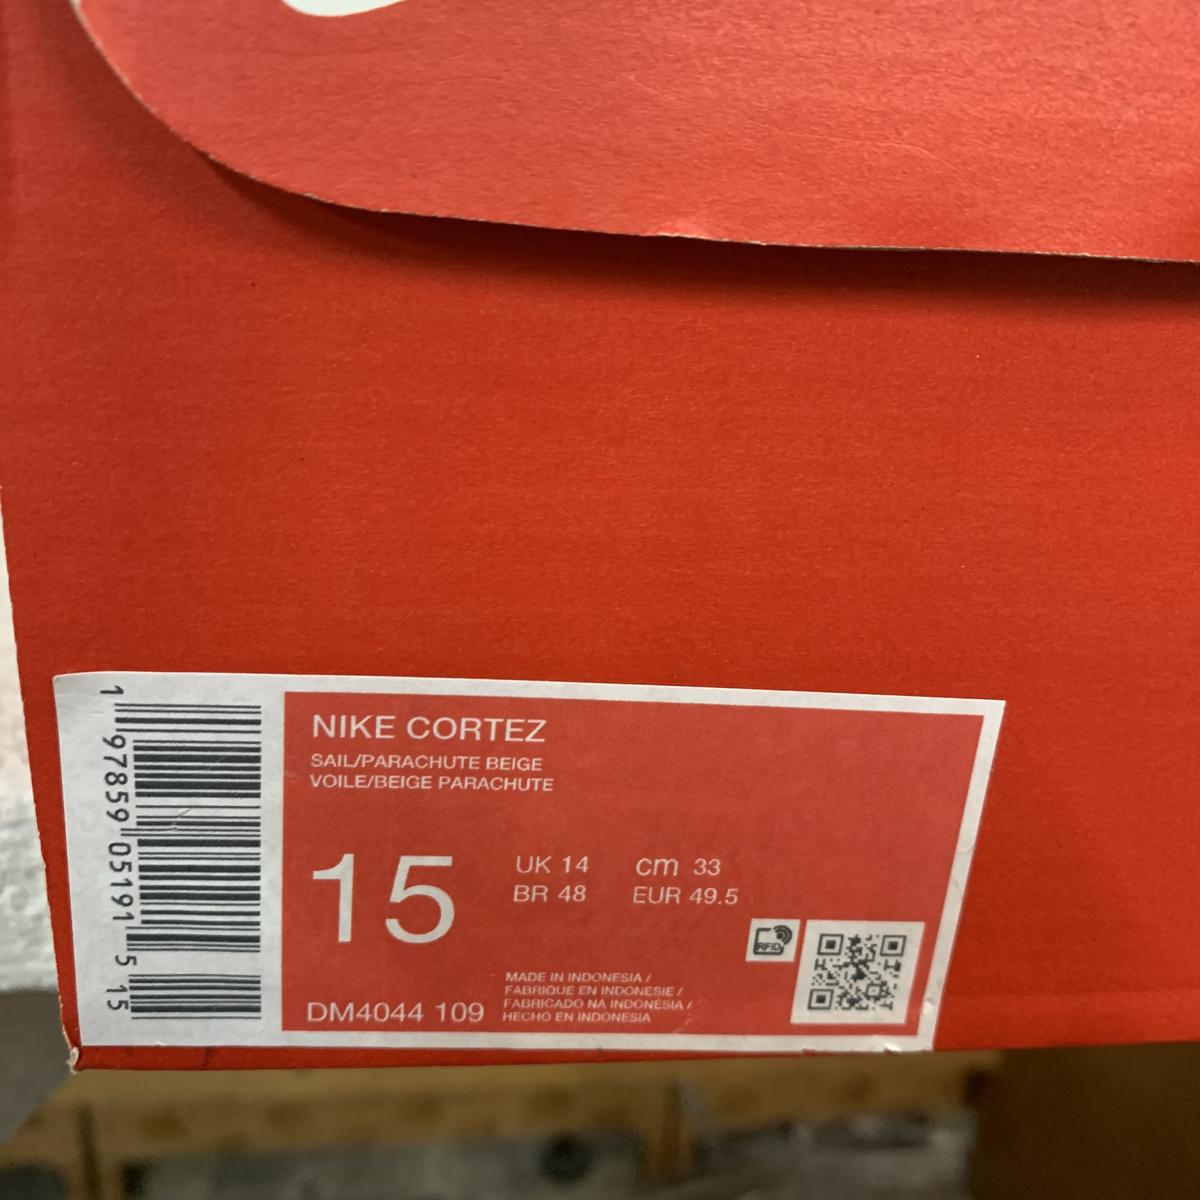 NIKE CORTEZ
SAIL/PARACHUTE BEIGE
VOILE/BEIGE PARACHUTE
15
UK 14 cm 33
BR 48 EUR 49.5
RFID
MADE IN INDONESIA /
FABRIQUE EN INDONESIE /
FABRICADO NA INDONÉSIA /
HECHO EN INDONESIA
DM4044 109
1 97859 05191 5 15